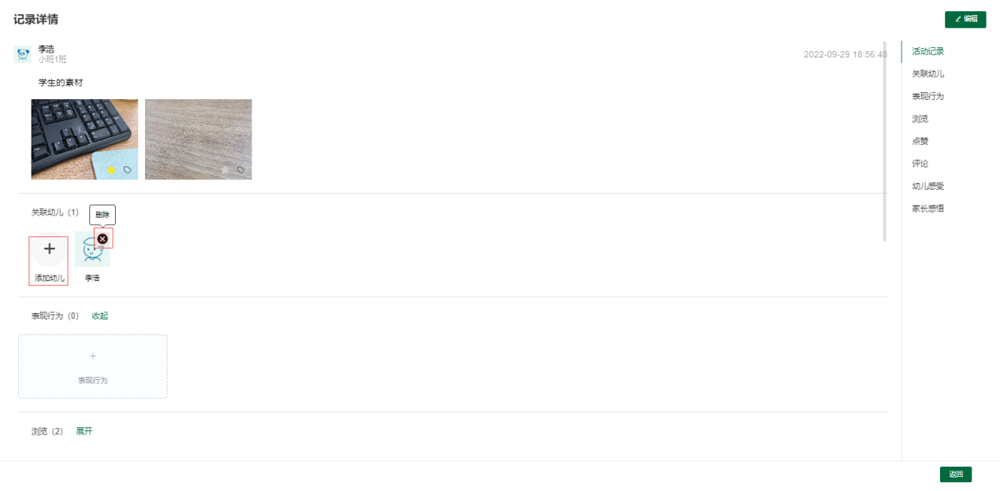 记录详情
编辑
李浩
小班1班
2022-09-29 18:56:48
学生的素材
关联幼儿（1）
删除
添加幼儿
李浩
表现行为（0） 收起
+
表现行为
浏览（2） 展开
活动记录
关联幼儿
表现行为
浏览
点赞
评论
幼儿感受
家长感悟
返回